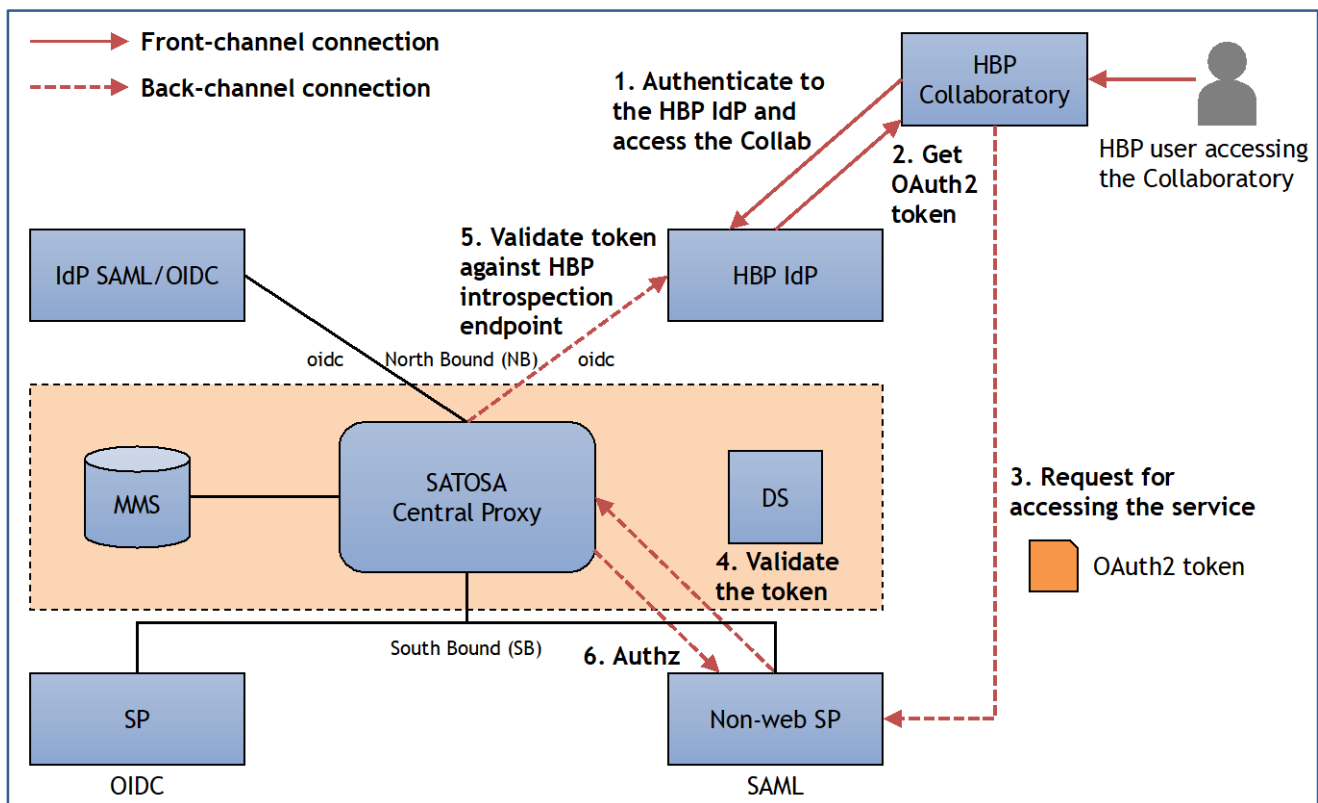 Front-channel connection
Back-channel connection
1. Authenticate to
the HBP IdP and
access the Collab
HBP
Collaboratory
HBP user accessing
the Collaboratory
2. Get
OAuth2
token
IdP SAML/OIDC
5. Validate token
against HBP
introspection
endpoint
HBP IdP
oidc
North Bound (NB)
oidc
MMS
SATOSA
Central Proxy
DS
3. Request for
accessing the service
OAuth2 token
4. Validate
the token
South Bound (SB)
6. Authz
SP
Non-web SP
OIDC
SAML